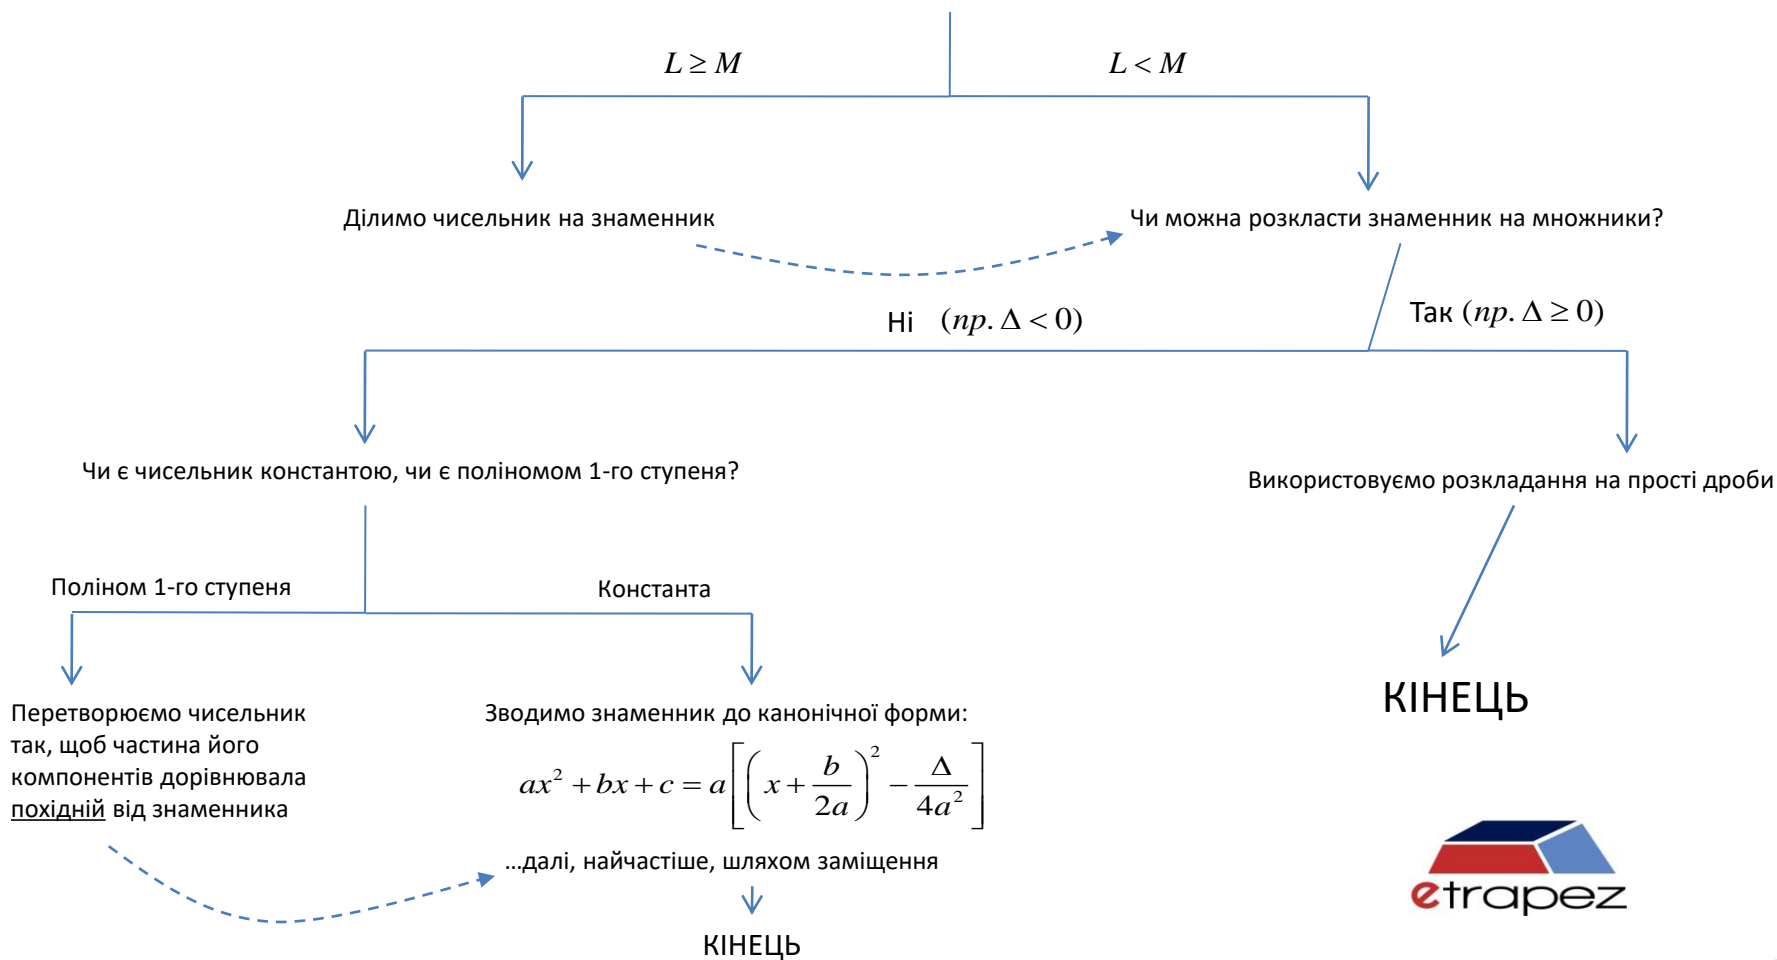 L ≥ M
L < M
Ділимо чисельник на знаменник
Чи можна розкласти знаменник на множники?
Ні (np. Δ < 0)
Так (np. Δ ≥ 0)
Чи є чисельник константою, чи є поліномом 1-го ступеня?
Використовуємо розкладання на прості дроби
Поліном 1-го ступеня
Константа
КІНЕЦЬ
Перетворюємо чисельник
так, щоб частина його
компонентів дорівнювала
похідній від знаменника
Зводимо знаменник до канонічної форми:
ax² + bx + c = a[(x + b/2a)² − Δ/4a²]
...далі, найчастіше, шляхом заміщення
КІНЕЦЬ
etrapez